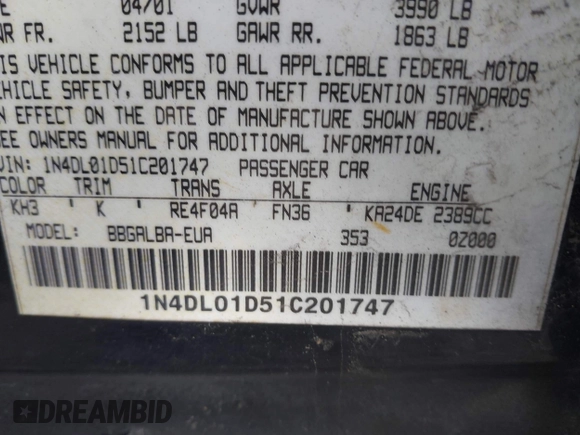 04/01 GVWR 3990 LB
WR FR. 2152 LB GAWR RR. 1863 LB
IS VEHICLE CONFORMS TO ALL APPLICABLE FEDERAL MOTOR
EHICLE SAFETY, BUMPER AND THEFT PREVENTION STANDARDS
N EFFECT ON THE DATE OF MANUFACTURE SHOWN ABOVE.
EE OWNERS MANUAL FOR ADDITIONAL INFORMATION.
VIN: 1N4DL01D51C201747 PASSENGER CAR
COLOR TRIM TRANS AXLE ENGINE
KH3 K RE4F04A FN36 KA24DE 2389CC
MODEL: BBGALBA-EUA 353 0Z000
1N4DL01D51C201747
DREAMBID